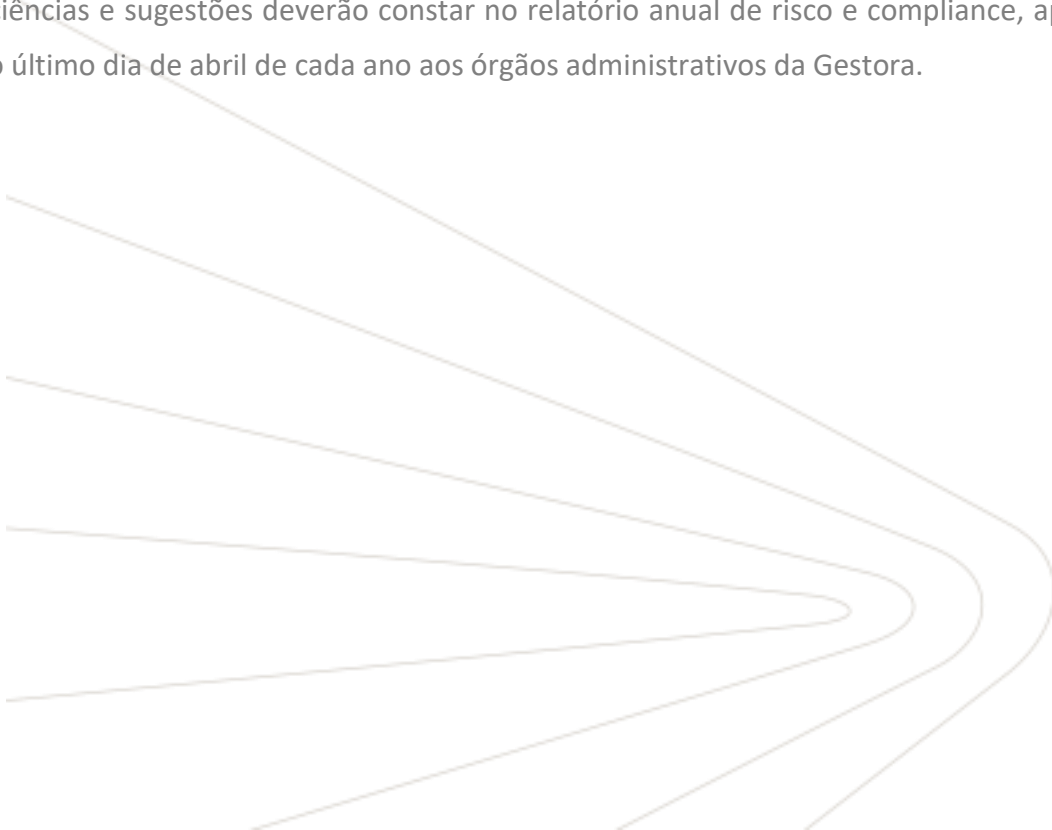 ciências e sugestões deverão constar no relatório anual de risco e compliance, ap
o último dia de abril de cada ano aos órgãos administrativos da Gestora.